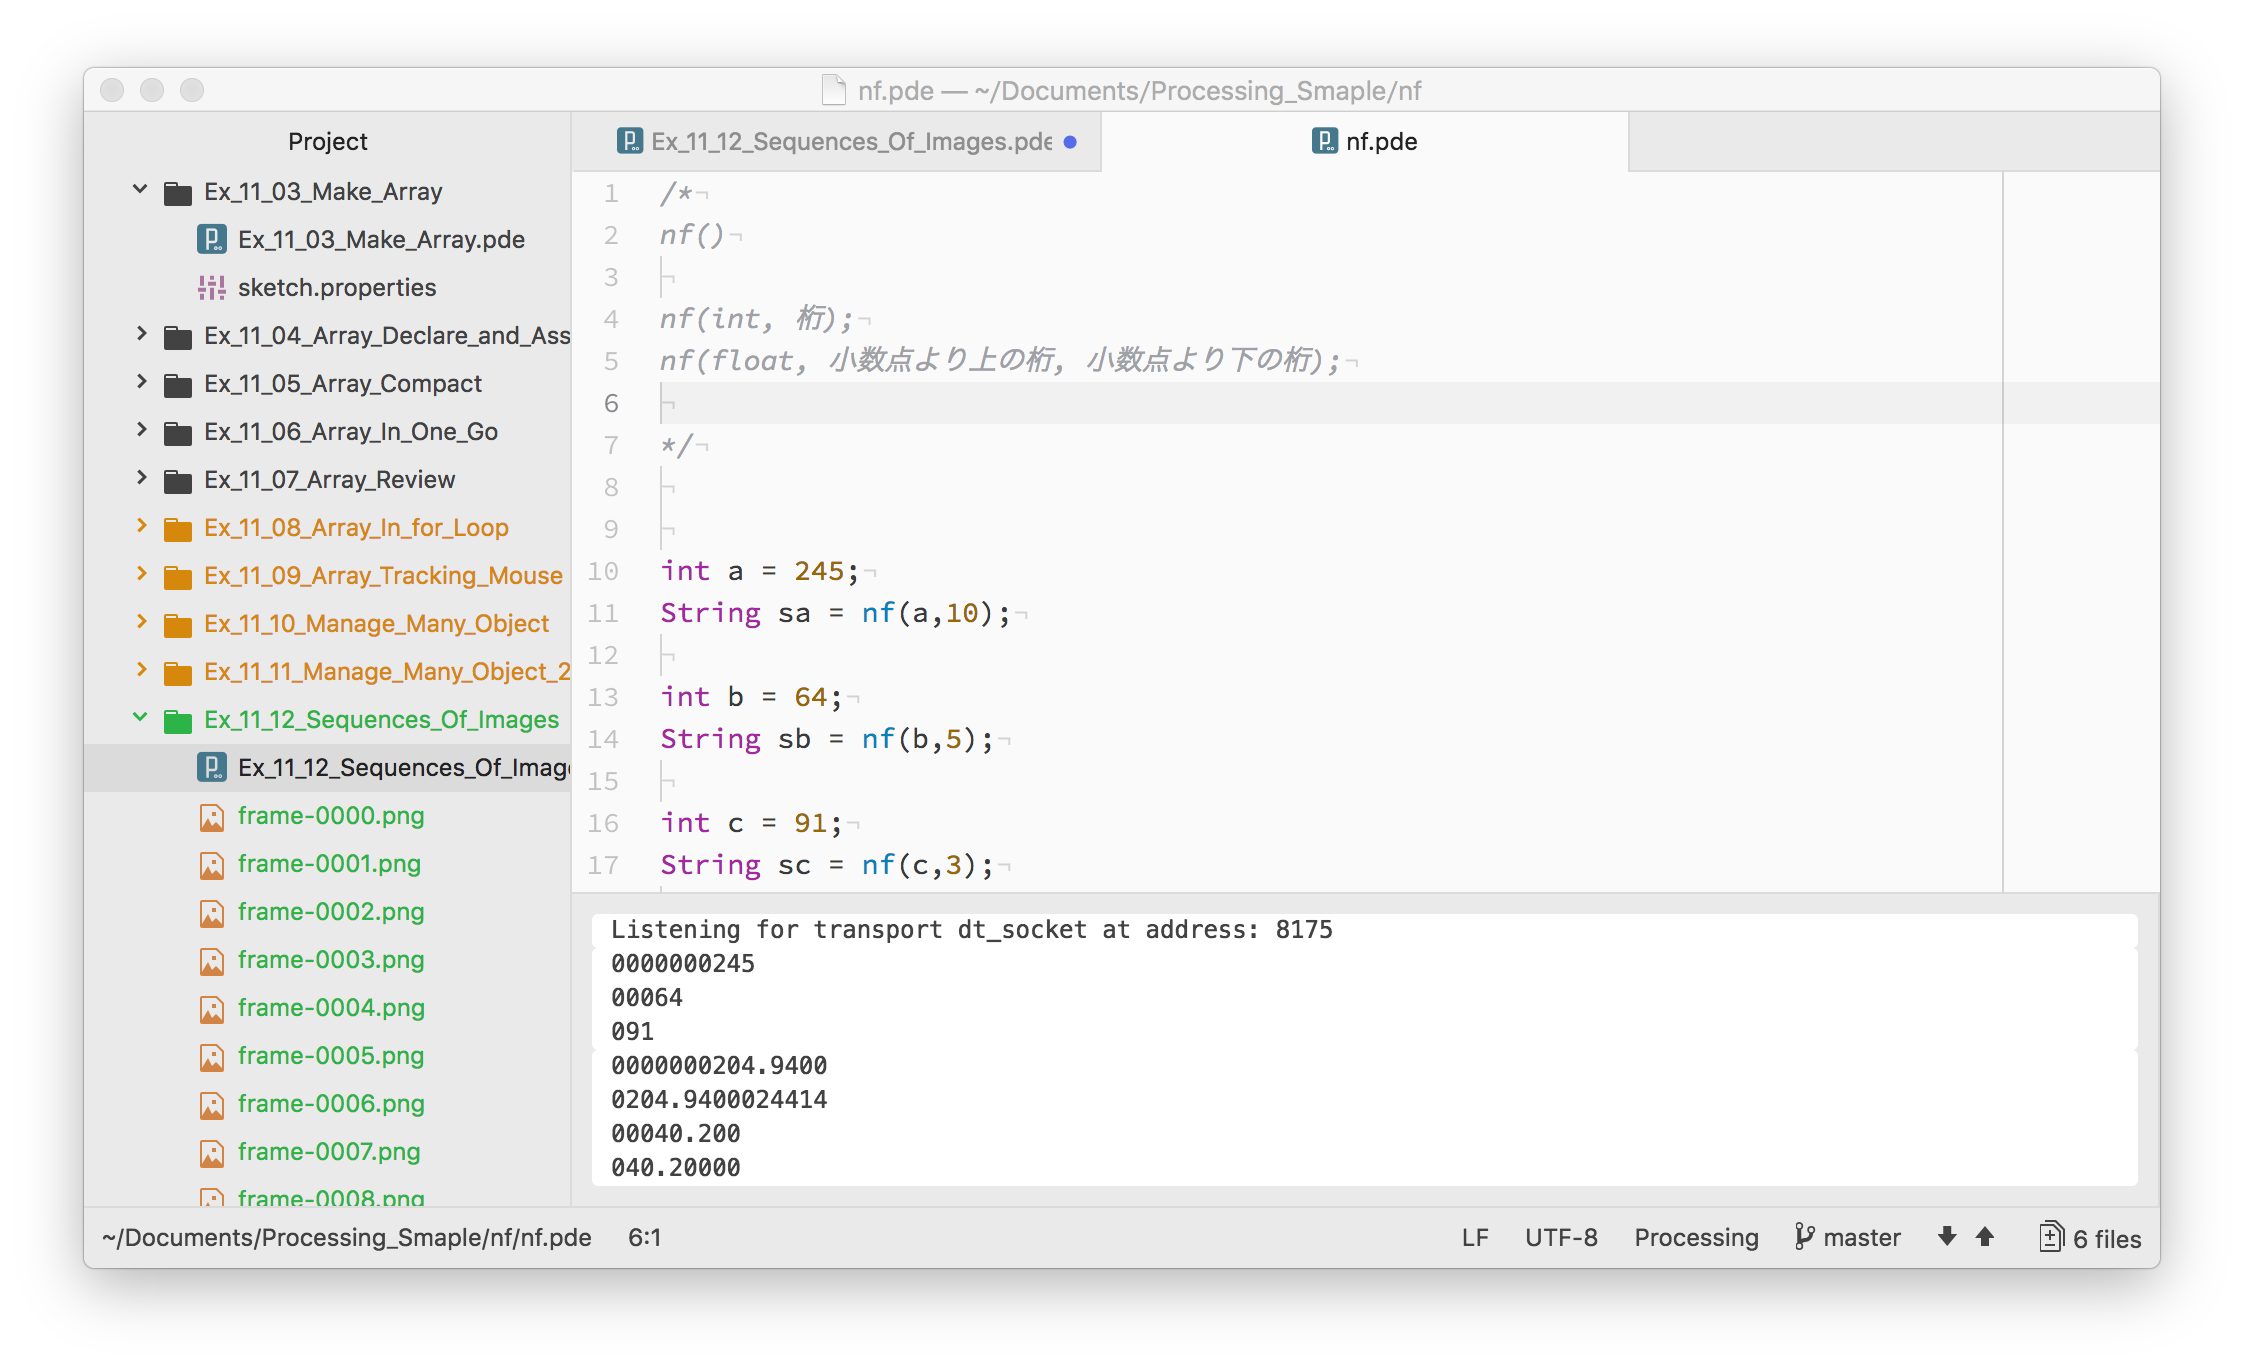 nf.pde — ~/Documents/Processing_Smaple/nf
Project
Ex_11_03_Make_Array
Ex_11_03_Make_Array.pde
sketch.properties
Ex_11_04_Array_Declare_and_Ass
Ex_11_05_Array_Compact
Ex_11_06_Array_In_One_Go
Ex_11_07_Array_Review
Ex_11_08_Array_In_for_Loop
Ex_11_09_Array_Tracking_Mouse
Ex_11_10_Manage_Many_Object
Ex_11_11_Manage_Many_Object_2
Ex_11_12_Sequences_Of_Images
Ex_11_12_Sequences_Of_Image
frame-0000.png
frame-0001.png
frame-0002.png
frame-0003.png
frame-0004.png
frame-0005.png
frame-0006.png
frame-0007.png
frame-0008.png
Ex_11_12_Sequences_Of_Images.pde
nf.pde
1 /*¬
2 nf()¬
3 ¬
4 nf(int, 桁);¬
5 nf(float, 小数点より上の桁, 小数点より下の桁);¬
6 ¬
7 */¬
8 ¬
9 ¬
10 int a = 245;¬
11 String sa = nf(a,10);¬
12 ¬
13 int b = 64;¬
14 String sb = nf(b,5);¬
15 ¬
16 int c = 91;¬
17 String sc = nf(c,3);¬
Listening for transport dt_socket at address: 8175
0000000245
00064
091
0000000204.9400
0204.9400024414
00040.200
040.20000
~/Documents/Processing_Smaple/nf/nf.pde 6:1 LF UTF-8 Processing master 6 files